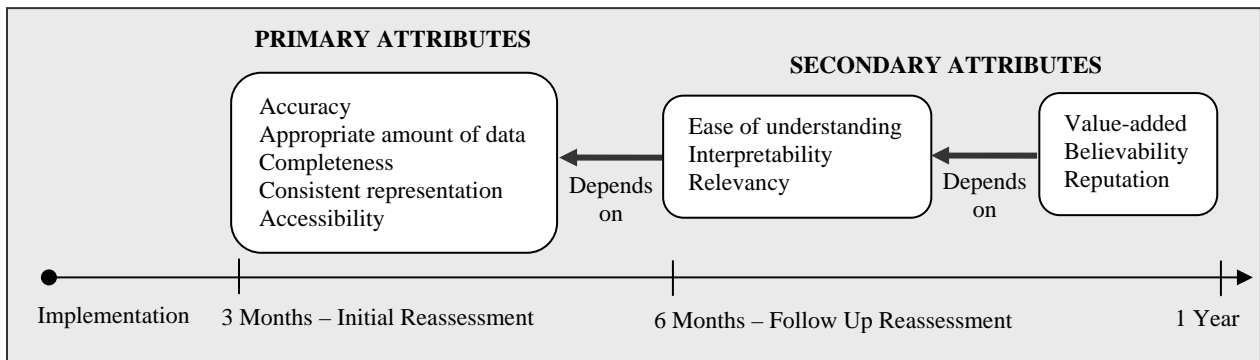 PRIMARY ATTRIBUTES
Accuracy
Appropriate amount of data
Completeness
Consistent representation
Accessibility
Depends
on
SECONDARY ATTRIBUTES
Ease of understanding
Interpretability
Relevancy
Depends
on
Value-added
Believability
Reputation
Implementation
3 Months – Initial Reassessment
6 Months – Follow Up Reassessment
1 Year